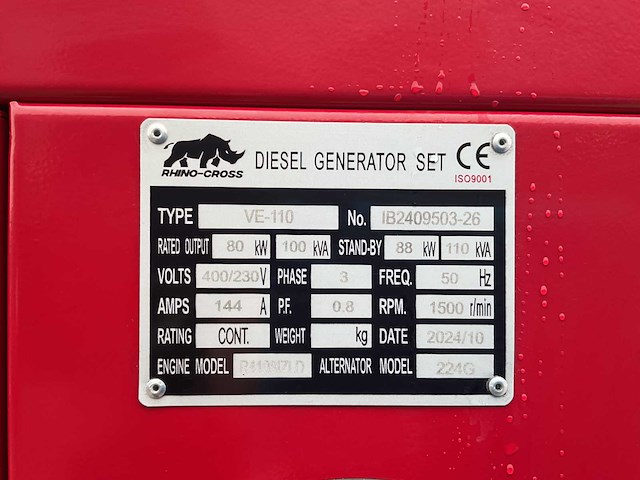 RHINO-CROSS
DIESEL GENERATOR SET CE
ISO9001
TYPE VE-110 No. IB2409503-26
RATED OUTPUT 80 kW 100 kVA STAND-BY 88 kW 110 kVA
VOLTS 400/230 V PHASE 3 FREQ. 50 Hz
AMPS 144 A P.F. 0.8 RPM. 1500 r/min
RATING CONT. WEIGHT kg DATE 2024/10
ENGINE MODEL ALTERNATOR MODEL 224G